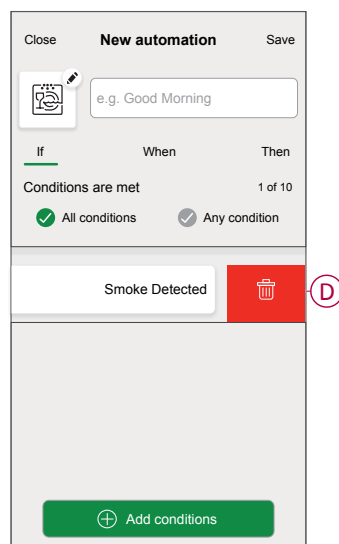 Close New automation Save
e.g. Good Morning
If When Then
Conditions are met 1 of 10
All conditions Any condition
Smoke Detected D
Add conditions